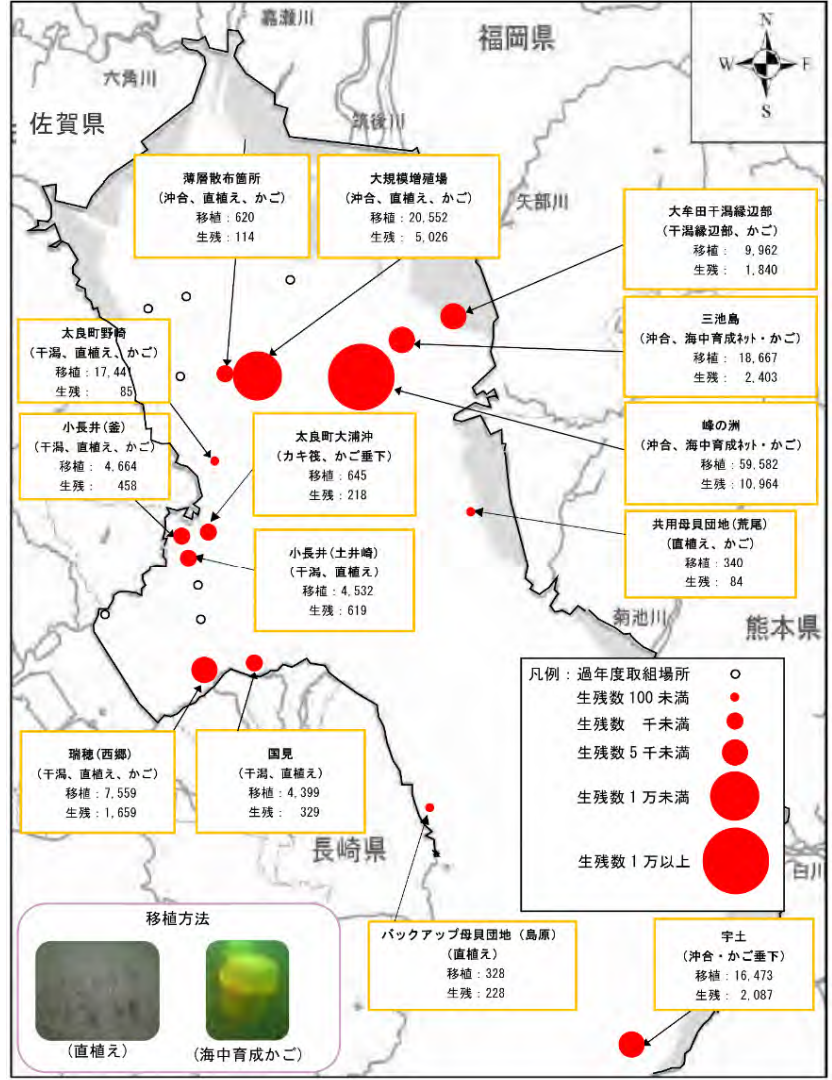 嘉瀬川
福岡県
N
W
E
S
六角川
佐賀県
筑後川
矢部川
薄層散布箇所
(沖合、直植え、かご)
移植:620
生残:114
大規模増殖場
(沖合、直植え、かご)
移植:20,552
生残:5,026
大牟田干潟縁辺部
(干潟縁辺部、かご)
移植:9,962
生残:1,840
三池島
(沖合、海中育成ネット・かご)
移植:18,667
生残:2,403
太良町野崎
(干潟、直植え、かご)
移植:17,441
生残:85
小長井(釜)
(干潟、直植え、かご)
移植:4,664
生残:458
太良町大浦沖
(カキ筏、かご垂下)
移植:645
生残:218
峰の洲
(沖合、海中育成ネット・かご)
移植:59,582
生残:10,964
共用母貝団地(荒尾)
(直植え、かご)
移植:340
生残:84
小長井(土井崎)
(干潟、直植え)
移植:4,532
生残:619
菊池川
熊本県
凡例:過年度取組場所
生残数100未満
生残数 千未満
生残数5千未満
生残数1万未満
生残数1万以上
瑞穂(西郷)
(干潟、直植え、かご)
移植:7,559
生残:1,659
国見
(干潟、直植え)
移植:4,399
生残:329
長崎県
白川
移植方法
(直植え)
(海中育成かご)
バックアップ母貝団地(島原)
(直植え)
移植:328
生残:228
宇土
(沖合・かご垂下)
移植:16,473
生残:2,087